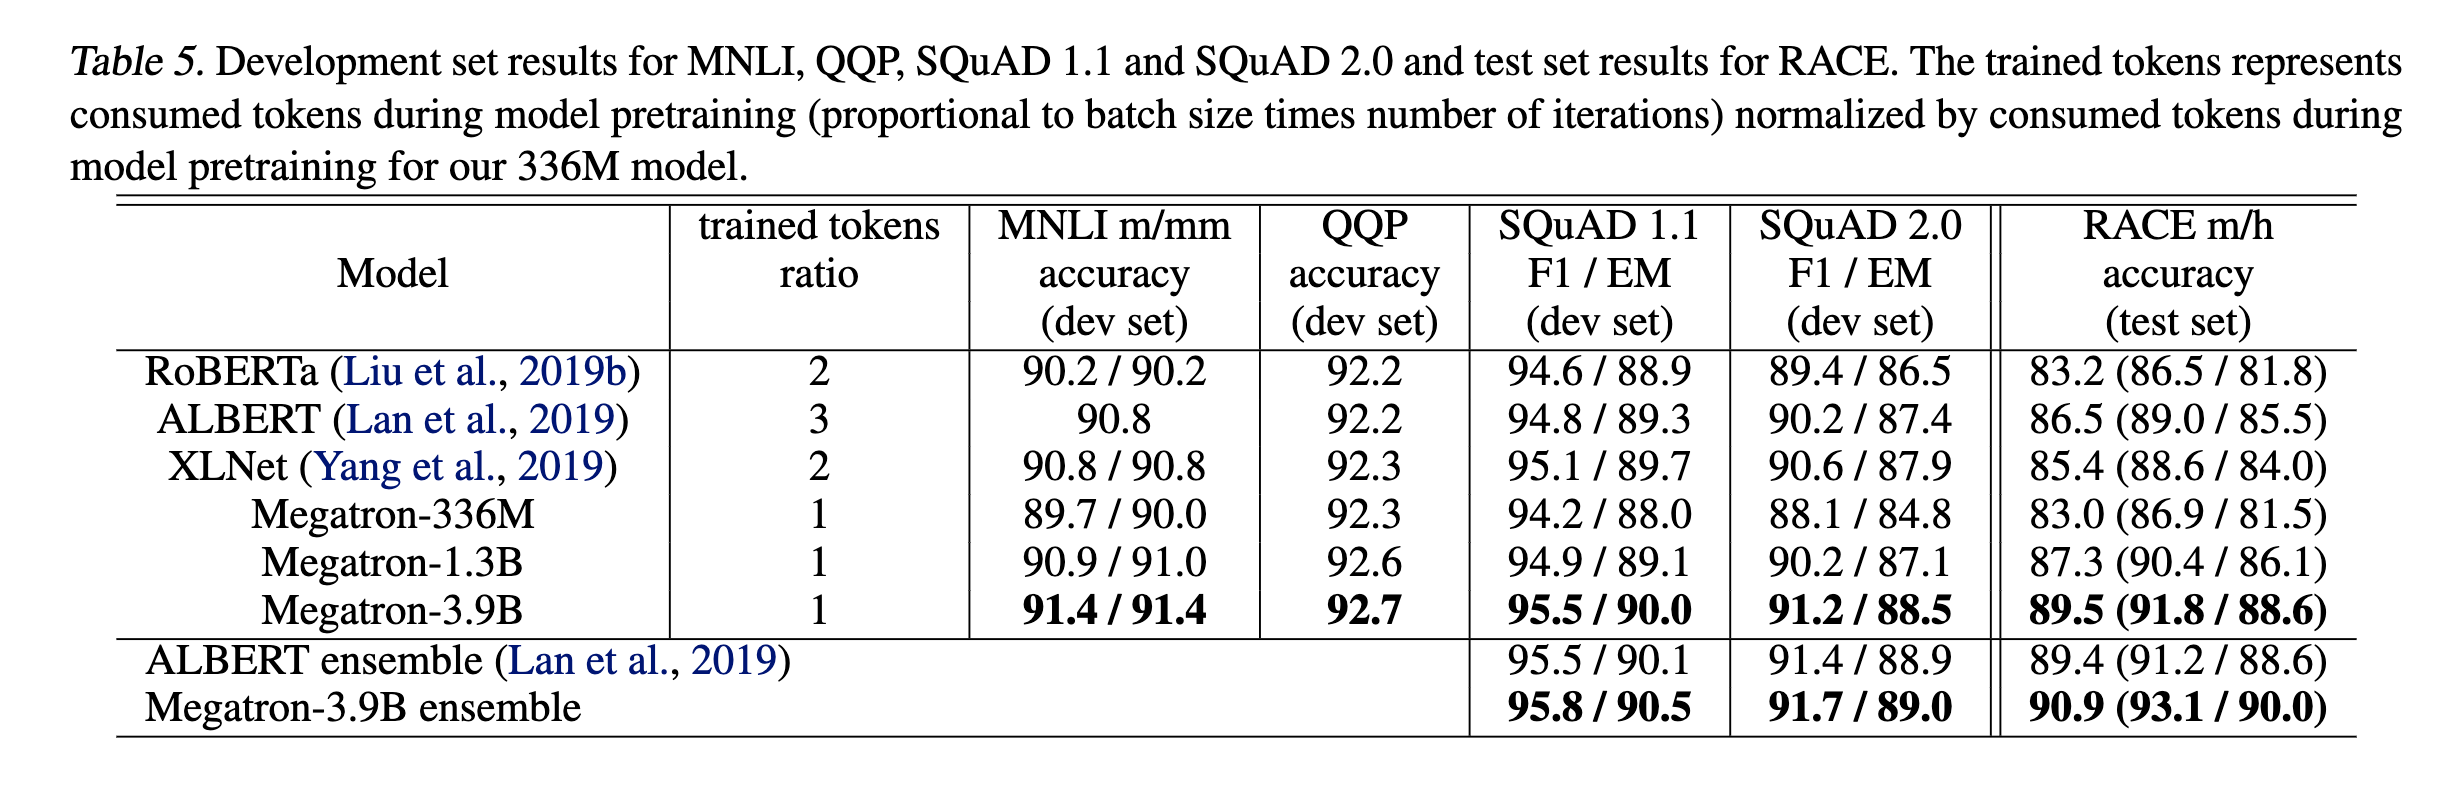 Table 5. Development set results for MNLI, QQP, SQuAD 1.1 and SQuAD 2.0 and test set results for RACE. The trained tokens represents
consumed tokens during model pretraining (proportional to batch size times number of iterations) normalized by consumed tokens during
model pretraining for our 336M model.
trained tokens MNLI m/mm QQP SQuAD 1.1 SQuAD 2.0 RACE m/h
Model ratio accuracy accuracy F1 / EM F1 / EM accuracy
(dev set) (dev set) (dev set) (dev set) (test set)
RoBERTa (Liu et al., 2019b) 2 90.2 / 90.2 92.2 94.6 / 88.9 89.4 / 86.5 83.2 (86.5 / 81.8)
ALBERT (Lan et al., 2019) 3 90.8 92.2 94.8 / 89.3 90.2 / 87.4 86.5 (89.0 / 85.5)
XLNet (Yang et al., 2019) 2 90.8 / 90.8 92.3 95.1 / 89.7 90.6 / 87.9 85.4 (88.6 / 84.0)
Megatron-336M 1 89.7 / 90.0 92.3 94.2 / 88.0 88.1 / 84.8 83.0 (86.9 / 81.5)
Megatron-1.3B 1 90.9 / 91.0 92.6 94.9 / 89.1 90.2 / 87.1 87.3 (90.4 / 86.1)
Megatron-3.9B 1 91.4 / 91.4 92.7 95.5 / 90.0 91.2 / 88.5 89.5 (91.8 / 88.6)
ALBERT ensemble (Lan et al., 2019) 95.5 / 90.1 91.4 / 88.9 89.4 (91.2 / 88.6)
Megatron-3.9B ensemble 95.8 / 90.5 91.7 / 89.0 90.9 (93.1 / 90.0)